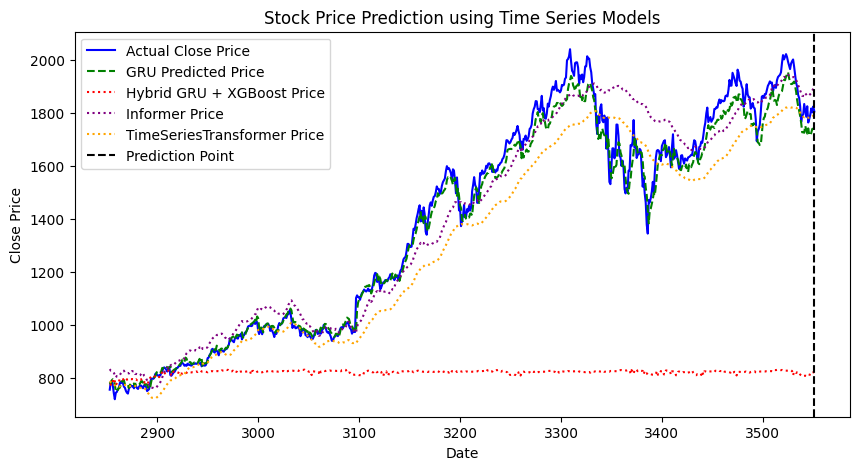 Stock Price Prediction using Time Series Models
Actual Close Price
GRU Predicted Price
Hybrid GRU + XGBoost Price
Informer Price
TimeSeriesTransformer Price
Prediction Point
Close Price
2000
1800
1600
1400
1200
1000
800
2900
3000
3100
3200
3300
3400
3500
Date